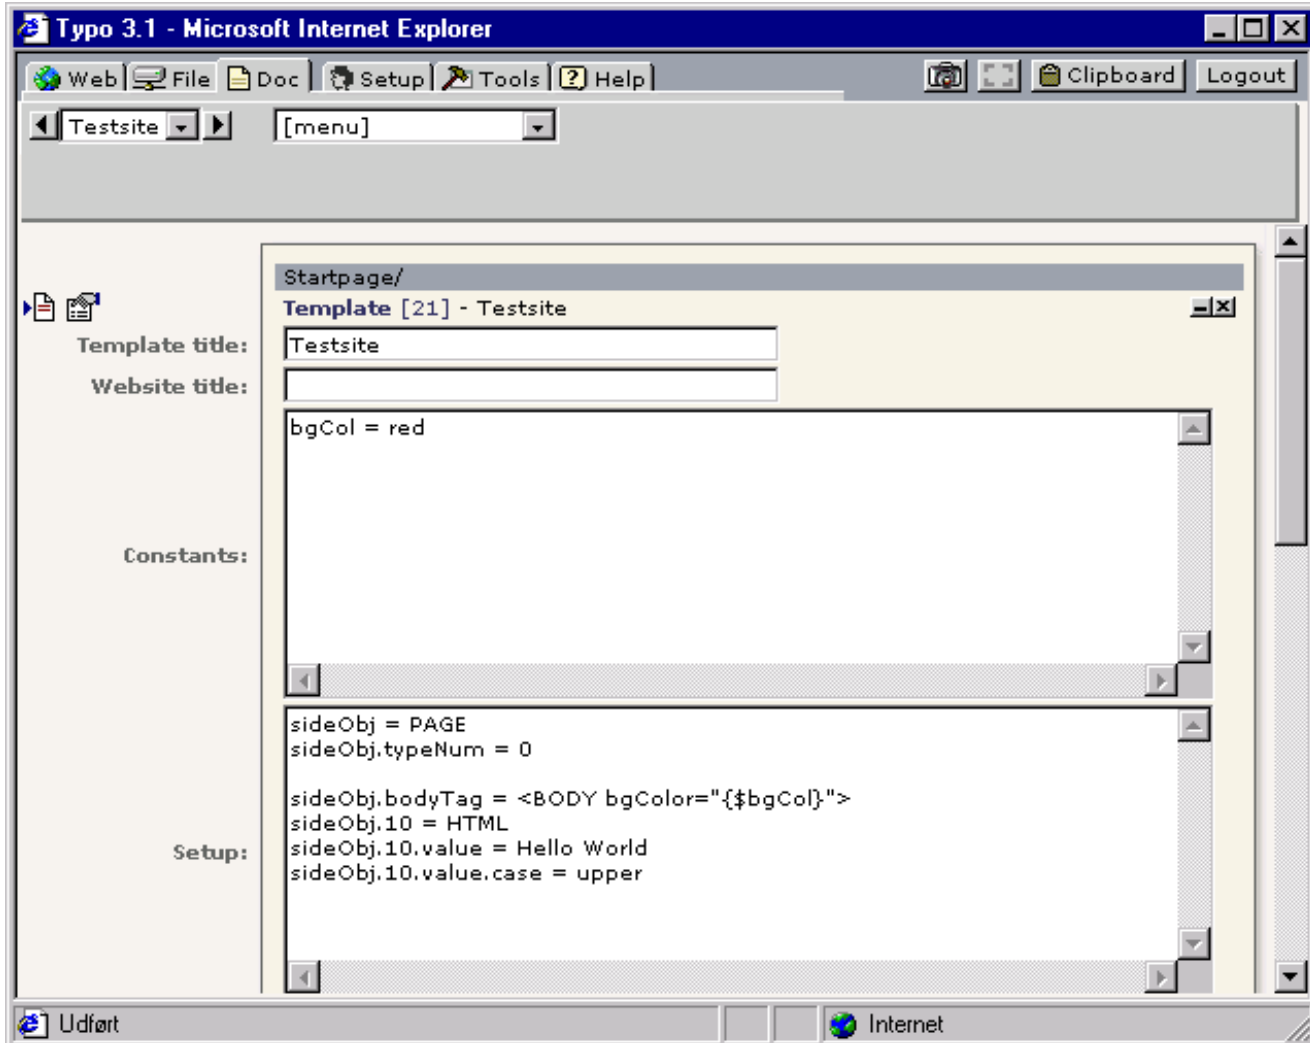 Typo 3.1 - Microsoft Internet Explorer
Web File Doc Setup Tools Help Clipboard Logout
Testsite [menu]
Startpage/
Template [21] - Testsite
Template title: Testsite
Website title:
bgCol = red
Constants:
sideObj = PAGE
sideObj.typeNum = 0
sideObj.bodyTag = <BODY bgColor="{$bgCol}">
sideObj.10 = HTML
Setup: sideObj.10.value = Hello World
sideObj.10.value.case = upper
Udført Internet